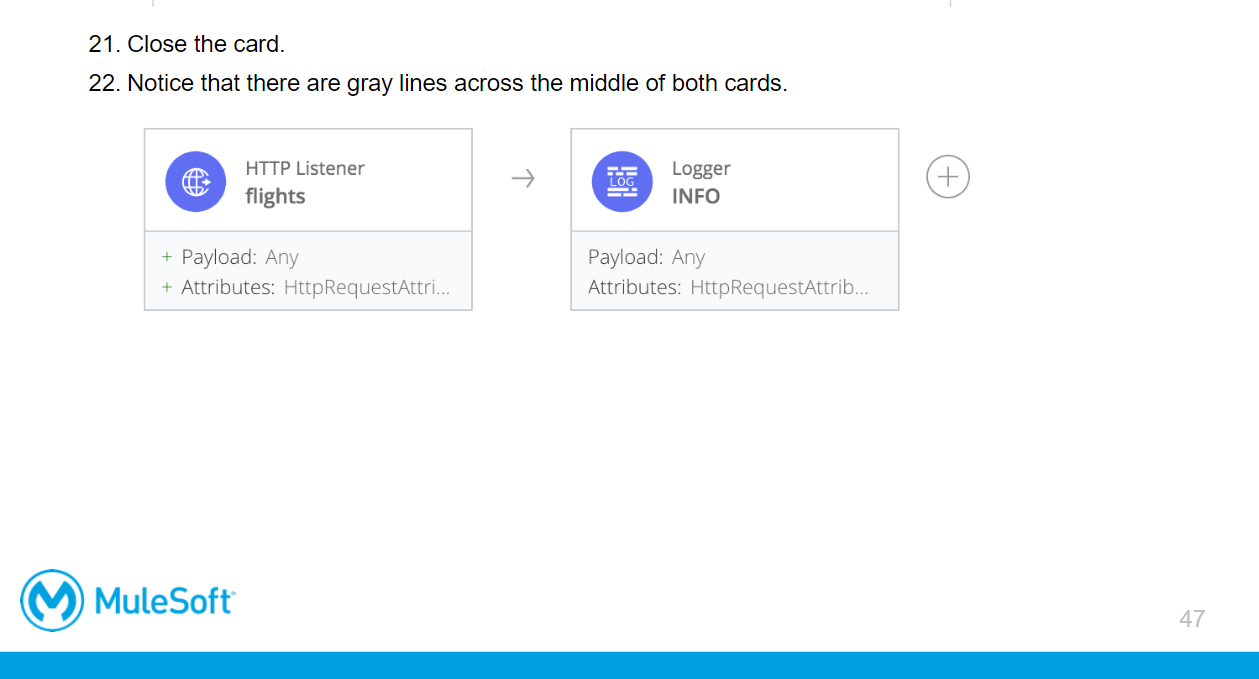 21. Close the card.
22. Notice that there are gray lines across the middle of both cards.
HTTP Listener
flights
+ Payload: Any
+ Attributes: HttpRequestAttri...
LOG
Logger
INFO
Payload: Any
Attributes: HttpRequestAttrib...
MuleSoft
47